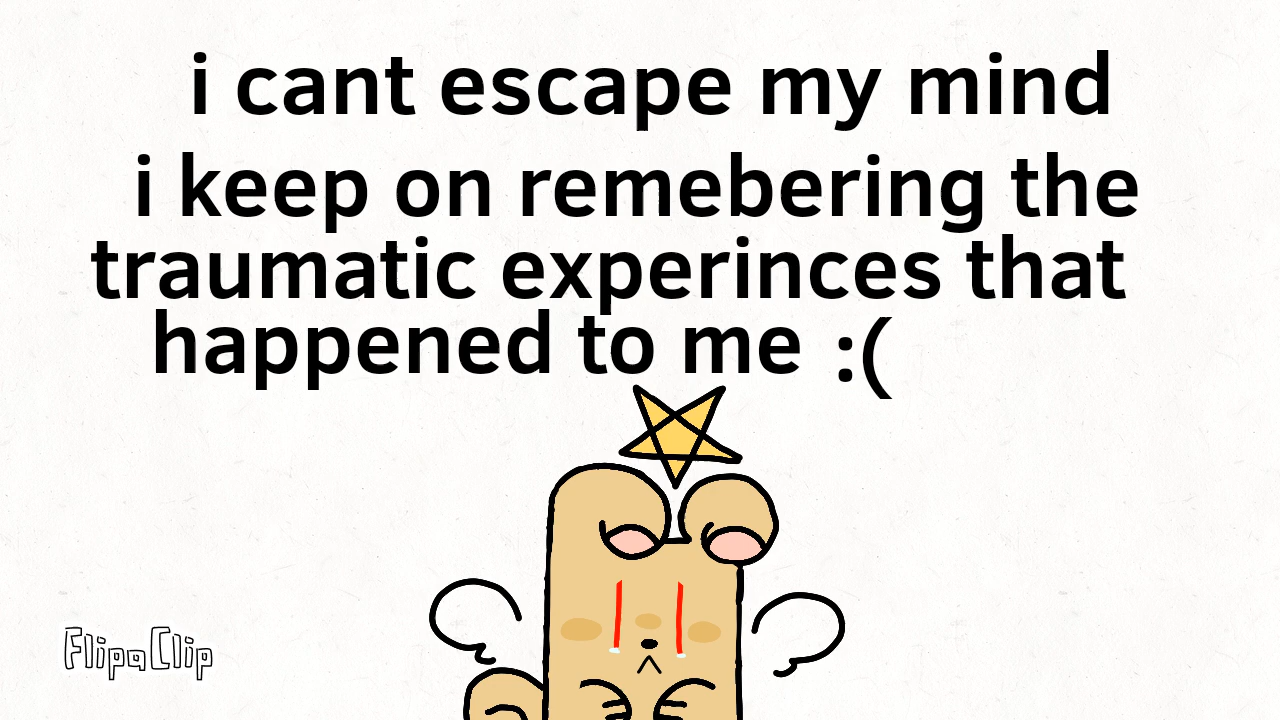 i cant escape my mind
i keep on remebering the
traumatic experinces that
happened to me :(
FlipaClip